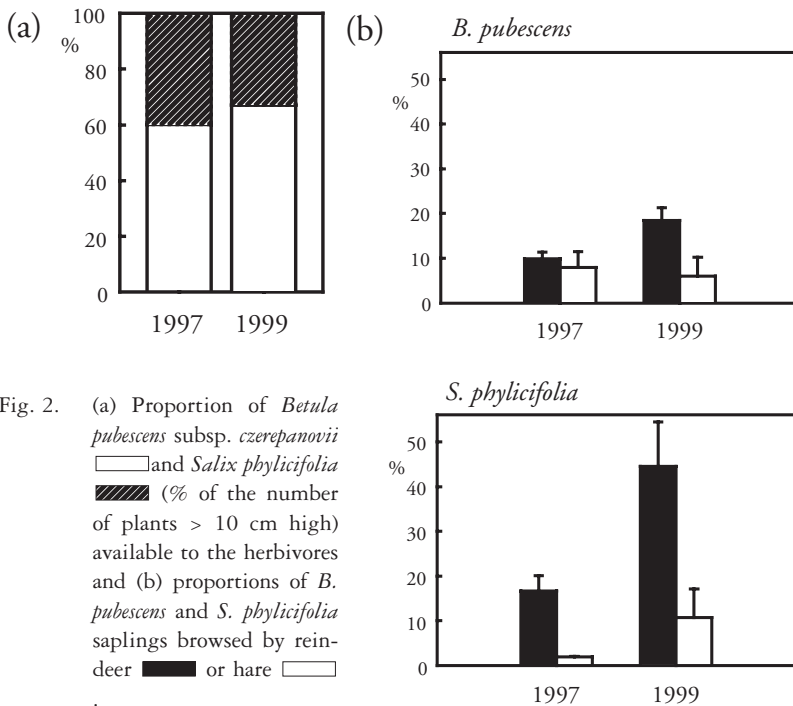 (a)
100
%
80
60
40
20
0
1997 1999
(b)
B. pubescens
50
%
40
30
20
10
0
1997 1999
S. phylicifolia
50
%
40
30
20
10
0
1997 1999
Fig. 2. (a) Proportion of Betula
pubescens subsp. czerepanovii
and Salix phylicifolia
(% of the number
of plants > 10 cm high)
available to the herbivores
and (b) proportions of B.
pubescens and S. phylicifolia
saplings browsed by rein-
deer or hare
.